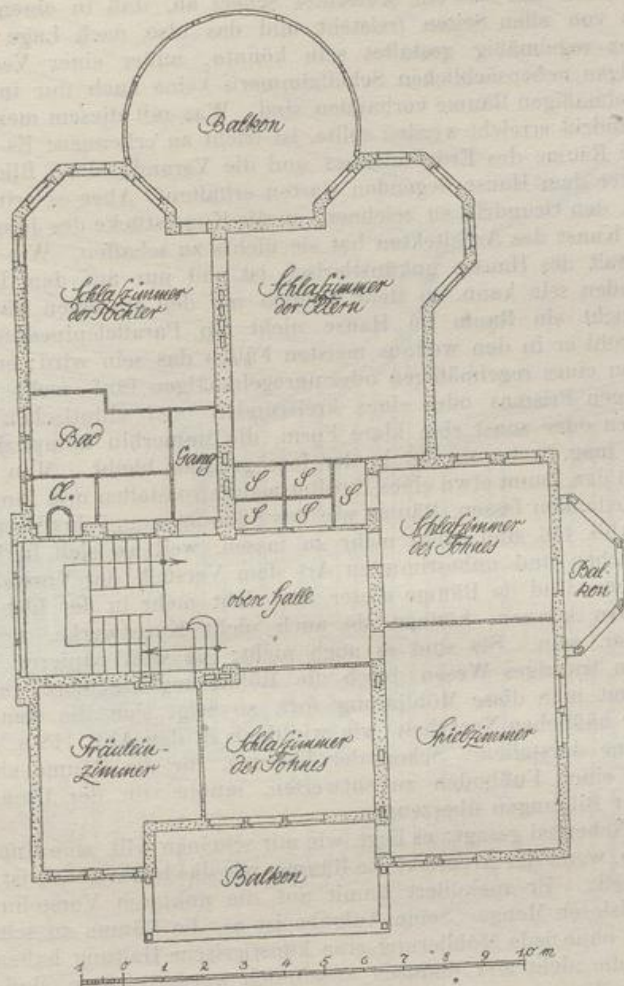 Balkon
Schlafzimmer
der Töchter
Schlafzimmer
der Eltern
Bad
Gang
Cl.
S
S
S
S
S
Schlafzimmer
des Sohnes
Bal-
kon
obere Halle
Fräulein-
zimmer
Schlafzimmer
des Sohnes
Spielzimmer
Balkon
1 0 1 2 3 4 5 6 7 8 9 10 m